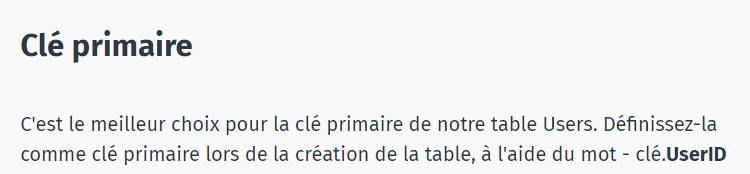 Clé primaire
C'est le meilleur choix pour la clé primaire de notre table Users. Définissez-la
comme clé primaire lors de la création de la table, à l'aide du mot - clé.UserID